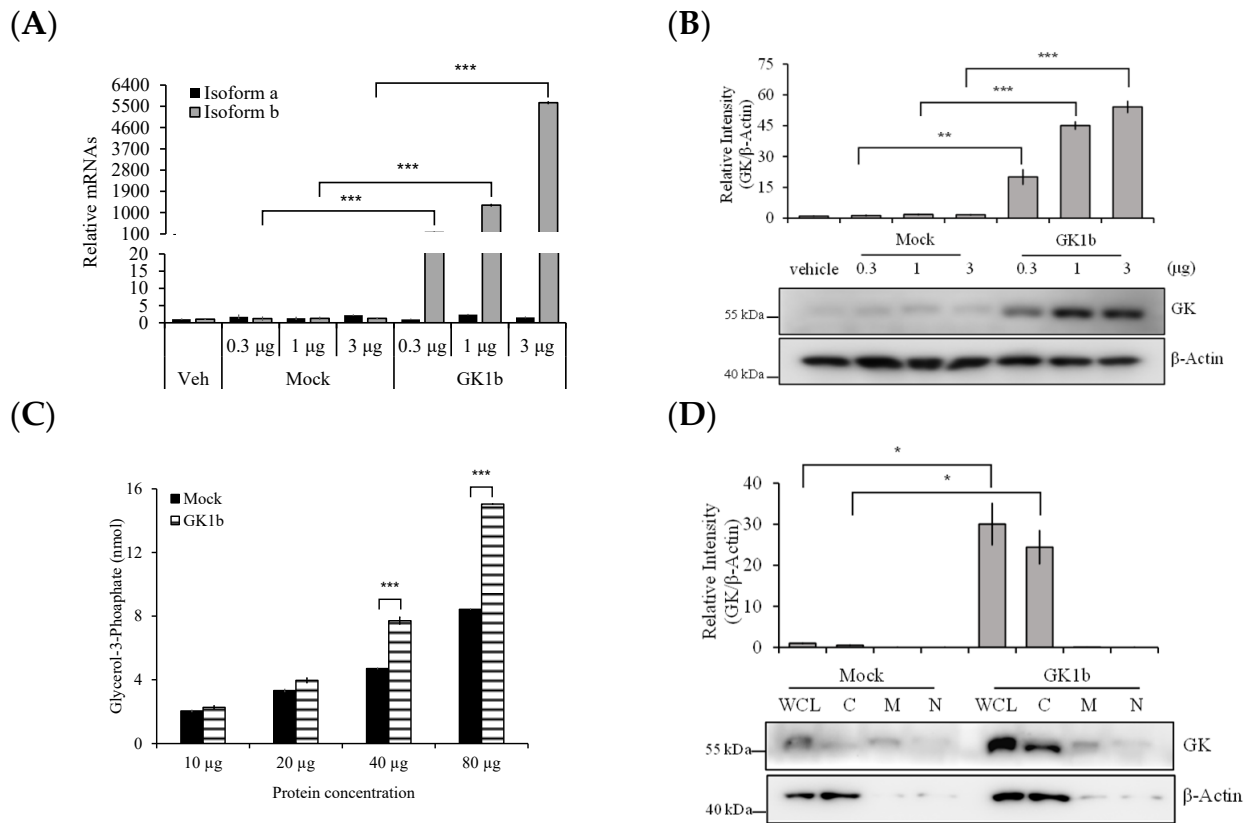 (A)
Relative mRNAs
6400
5500
4600
3700
2800
1900
1000
100
20
15
10
5
0
Isoform a
Isoform b
***
***
***
0.3 µg 1 µg 3 µg 0.3 µg 1 µg 3 µg
Veh Mock GK1b
(B)
Relative Intensity
(GK/β-Actin)
75
60
45
30
15
0
***
***
**
Mock GK1b
vehicle 0.3 1 3 0.3 1 3 (µg)
55 kDa GK
40 kDa β-Actin
(C)
Glycerol-3-Phoaphate (nmol)
16
12
8
4
0
Mock
GK1b
***
***
10 µg 20 µg 40 µg 80 µg
Protein concentration
(D)
Relative Intensity
(GK/β-Actin)
40
30
20
10
0
*
*
Mock GK1b
WCL C M N WCL C M N
55 kDa GK
40 kDa β-Actin